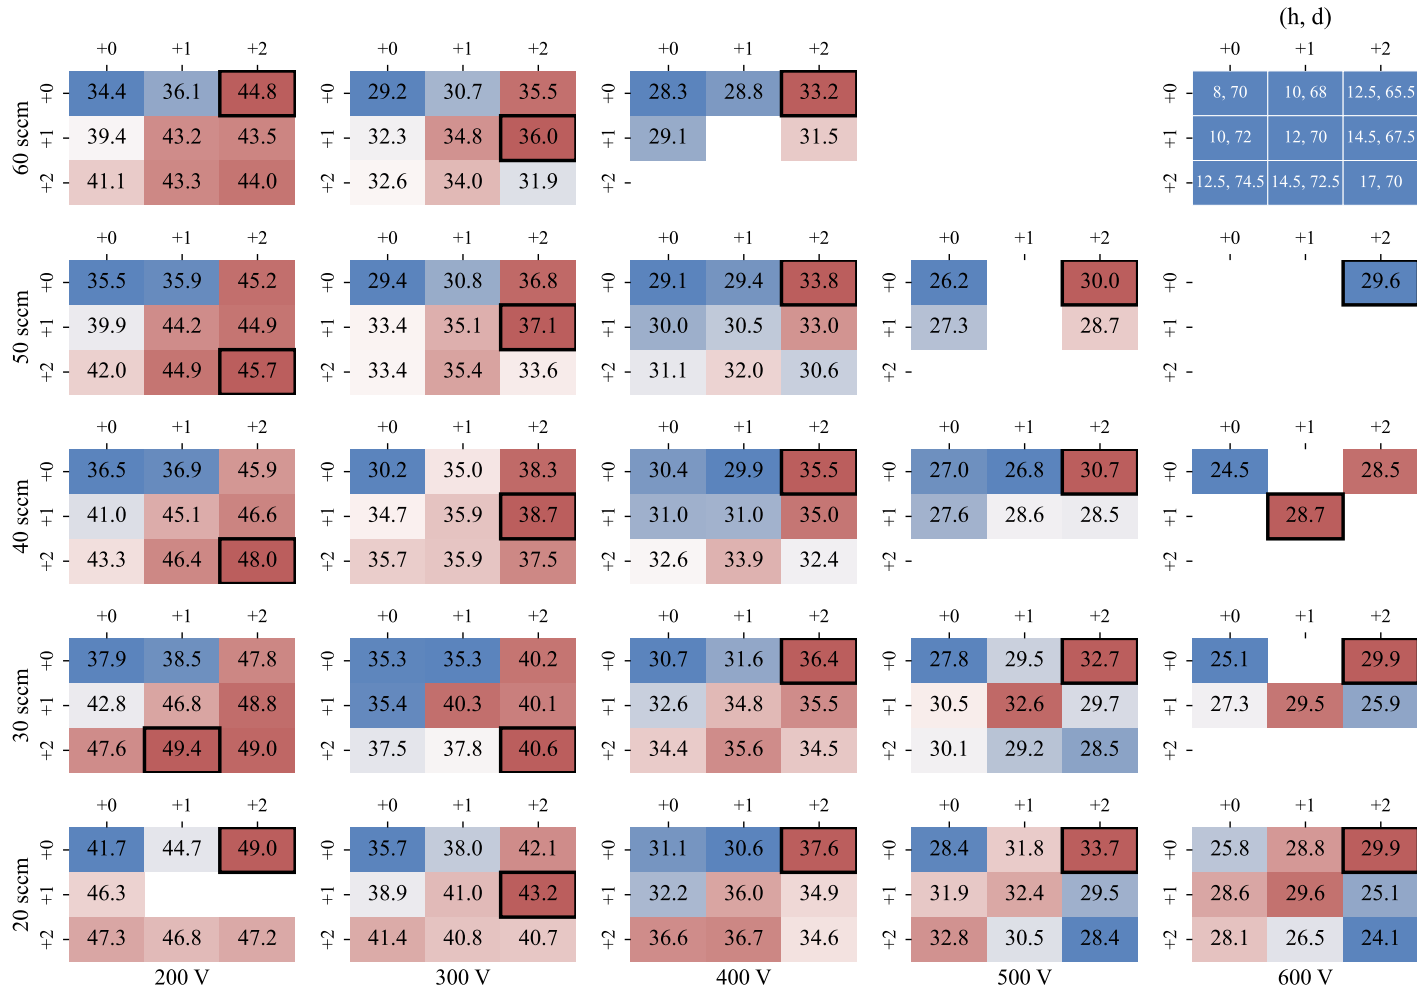 (h, d)
+0 +1 +2 +0 +1 +2 +0 +1 +2 +0 +1 +2
60 sccm
+0 34.4 36.1 44.8 +0 29.2 30.7 35.5 +0 28.3 28.8 33.2 +0 8, 70 10, 68 12.5, 65.5
+1 39.4 43.2 43.5 +1 32.3 34.8 36.0 +1 29.1 31.5 +1 10, 72 12, 70 14.5, 67.5
+2 41.1 43.3 44.0 +2 32.6 34.0 31.9 +2 +2 12.5, 74.5 14.5, 72.5 17, 70
+0 +1 +2 +0 +1 +2 +0 +1 +2 +0 +1 +2 +0 +1 +2
50 sccm
+0 35.5 35.9 45.2 +0 29.4 30.8 36.8 +0 29.1 29.4 33.8 +0 26.2 30.0 +0 29.6
+1 39.9 44.2 44.9 +1 33.4 35.1 37.1 +1 30.0 30.5 33.0 +1 27.3 28.7 +1
+2 42.0 44.9 45.7 +2 33.4 35.4 33.6 +2 31.1 32.0 30.6 +2 +2
+0 +1 +2 +0 +1 +2 +0 +1 +2 +0 +1 +2 +0 +1 +2
40 sccm
+0 36.5 36.9 45.9 +0 30.2 35.0 38.3 +0 30.4 29.9 35.5 +0 27.0 26.8 30.7 +0 24.5 28.5
+1 41.0 45.1 46.6 +1 34.7 35.9 38.7 +1 31.0 31.0 35.0 +1 27.6 28.6 28.5 +1 28.7
+2 43.3 46.4 48.0 +2 35.7 35.9 37.5 +2 32.6 33.9 32.4 +2 +2
+0 +1 +2 +0 +1 +2 +0 +1 +2 +0 +1 +2 +0 +1 +2
30 sccm
+0 37.9 38.5 47.8 +0 35.3 35.3 40.2 +0 30.7 31.6 36.4 +0 27.8 29.5 32.7 +0 25.1 29.9
+1 42.8 46.8 48.8 +1 35.4 40.3 40.1 +1 32.6 34.8 35.5 +1 30.5 32.6 29.7 +1 27.3 29.5 25.9
+2 47.6 49.4 49.0 +2 37.5 37.8 40.6 +2 34.4 35.6 34.5 +2 30.1 29.2 28.5 +2
+0 +1 +2 +0 +1 +2 +0 +1 +2 +0 +1 +2 +0 +1 +2
20 sccm
+0 41.7 44.7 49.0 +0 35.7 38.0 42.1 +0 31.1 30.6 37.6 +0 28.4 31.8 33.7 +0 25.8 28.8 29.9
+1 46.3 +1 38.9 41.0 43.2 +1 32.2 36.0 34.9 +1 31.9 32.4 29.5 +1 28.6 29.6 25.1
+2 47.3 46.8 47.2 +2 41.4 40.8 40.7 +2 36.6 36.7 34.6 +2 32.8 30.5 28.4 +2 28.1 26.5 24.1
200 V 300 V 400 V 500 V 600 V